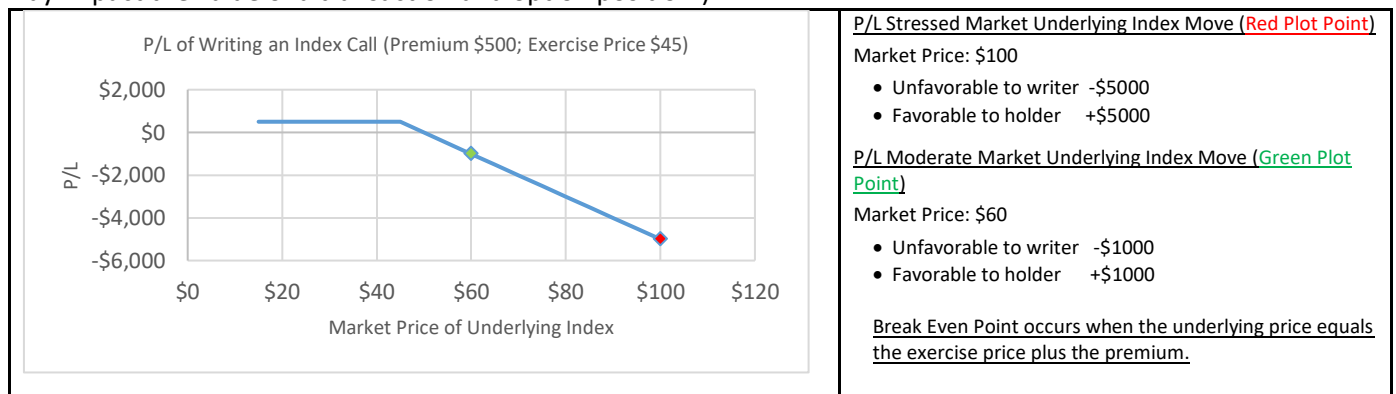 P/L of Writing an Index Call (Premium $500; Exercise Price $45)
$2,000
$0
-$2,000
-$4,000
-$6,000
P/L
$0 $20 $40 $60 $80 $100 $120
Market Price of Underlying Index
P/L Stressed Market Underlying Index Move (Red Plot Point)
Market Price: $100
• Unfavorable to writer -$5000
• Favorable to holder +$5000
P/L Moderate Market Underlying Index Move (Green Plot
Point)
Market Price: $60
• Unfavorable to writer -$1000
• Favorable to holder +$1000
Break Even Point occurs when the underlying price equals
the exercise price plus the premium.